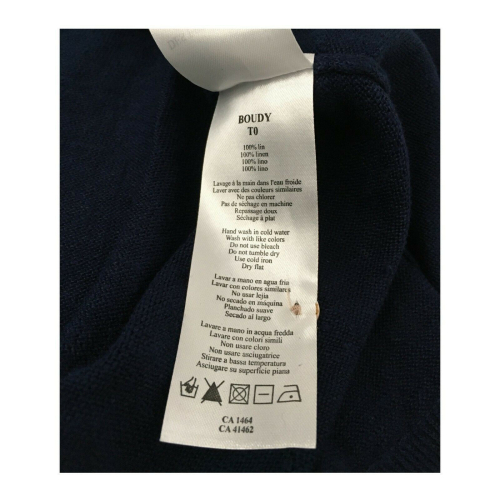 BOUDY
T0
100% lin
100% linen
100% lino
100% lino
Lavage à la main dans l'eau froide
Laver avec des couleurs similaires
Ne pas chlorer
Pas de séchage en machine
Repassage doux
Séchage à plat
Hand wash in cold water
Wash with like colors
Do not use bleach
Do not tumble dry
Use cold iron
Dry flat
Lavar a mano en agua fria
Lavar con colores similares
No usar lejia
No secado en máquina
Planchado suave
Secado al largo
Lavare a mano in acqua fredda
Lavare con colori simili
Non usare cloro
Non usare asciugatrice
Stirare a bassa temperatura
Asciugare su superficie piana
CA 1464
CA 41462